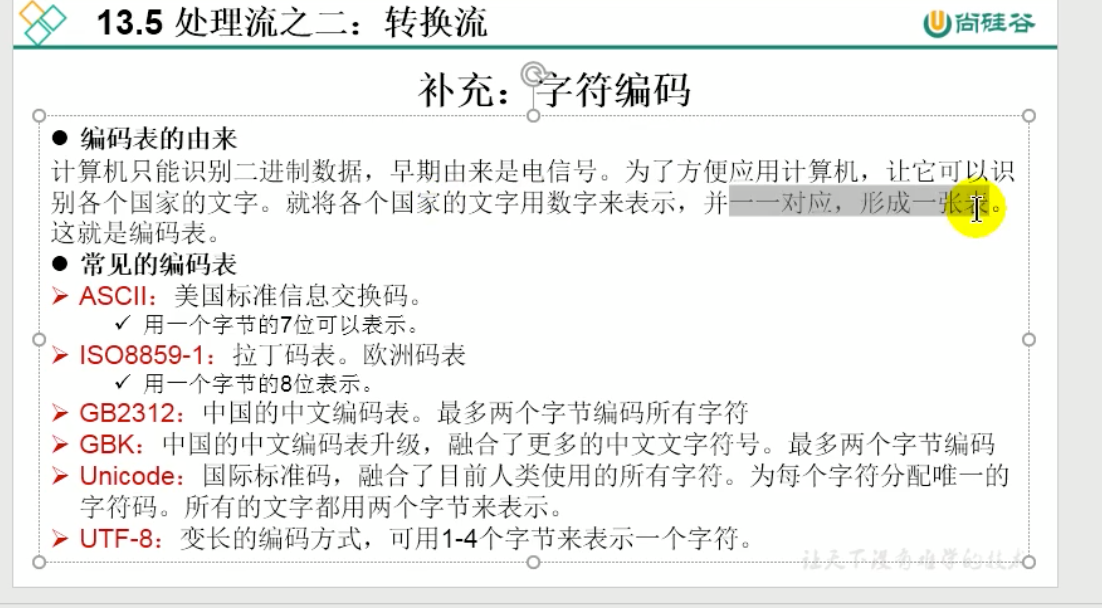 13.5 处理流之二：转换流
尚硅谷
补充：字符编码
● 编码表的由来
计算机只能识别二进制数据，早期由来是电信号。为了方便应用计算机，让它可以识
别各个国家的文字。就将各个国家的文字用数字来表示，并一一对应，形成一张表。
这就是编码表。
● 常见的编码表
➢ ASCII：美国标准信息交换码。
✓ 用一个字节的7位可以表示。
➢ ISO8859-1：拉丁码表。欧洲码表
✓ 用一个字节的8位表示。
➢ GB2312：中国的中文编码表。最多两个字节编码所有字符
➢ GBK：中国的中文编码表升级，融合了更多的中文文字符号。最多两个字节编码
➢ Unicode：国际标准码，融合了目前人类使用的所有字符。为每个字符分配唯一的
字符码。所有的文字都用两个字节来表示。
➢ UTF-8：变长的编码方式，可用1-4个字节来表示一个字符。
让天下没有难学的技术